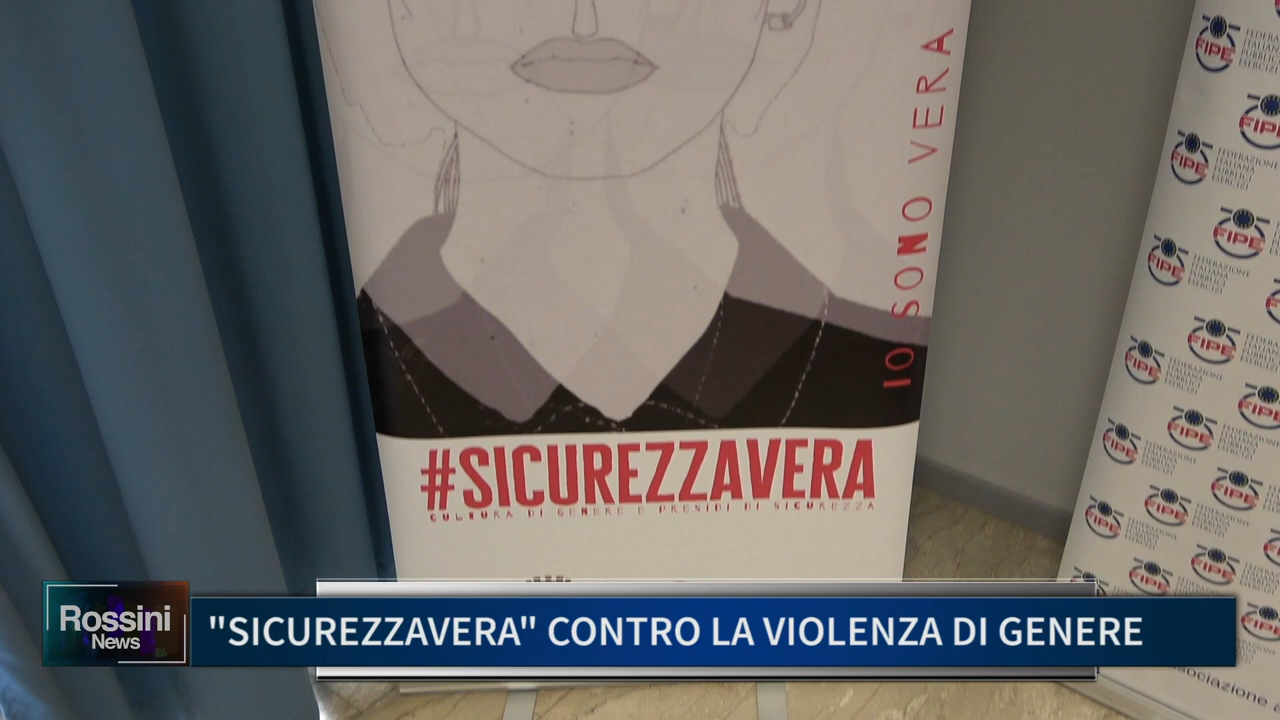 IO SONO VERA
#SICUREZZAVERA
CULTURA DI GENERE E PRESIDI DI SICUREZZA
FIPE
FEDERAZIONE
ITALIANA
PUBBLICI
ESERCIZI
Rossini
News
"SICUREZZAVERA" CONTRO LA VIOLENZA DI GENERE